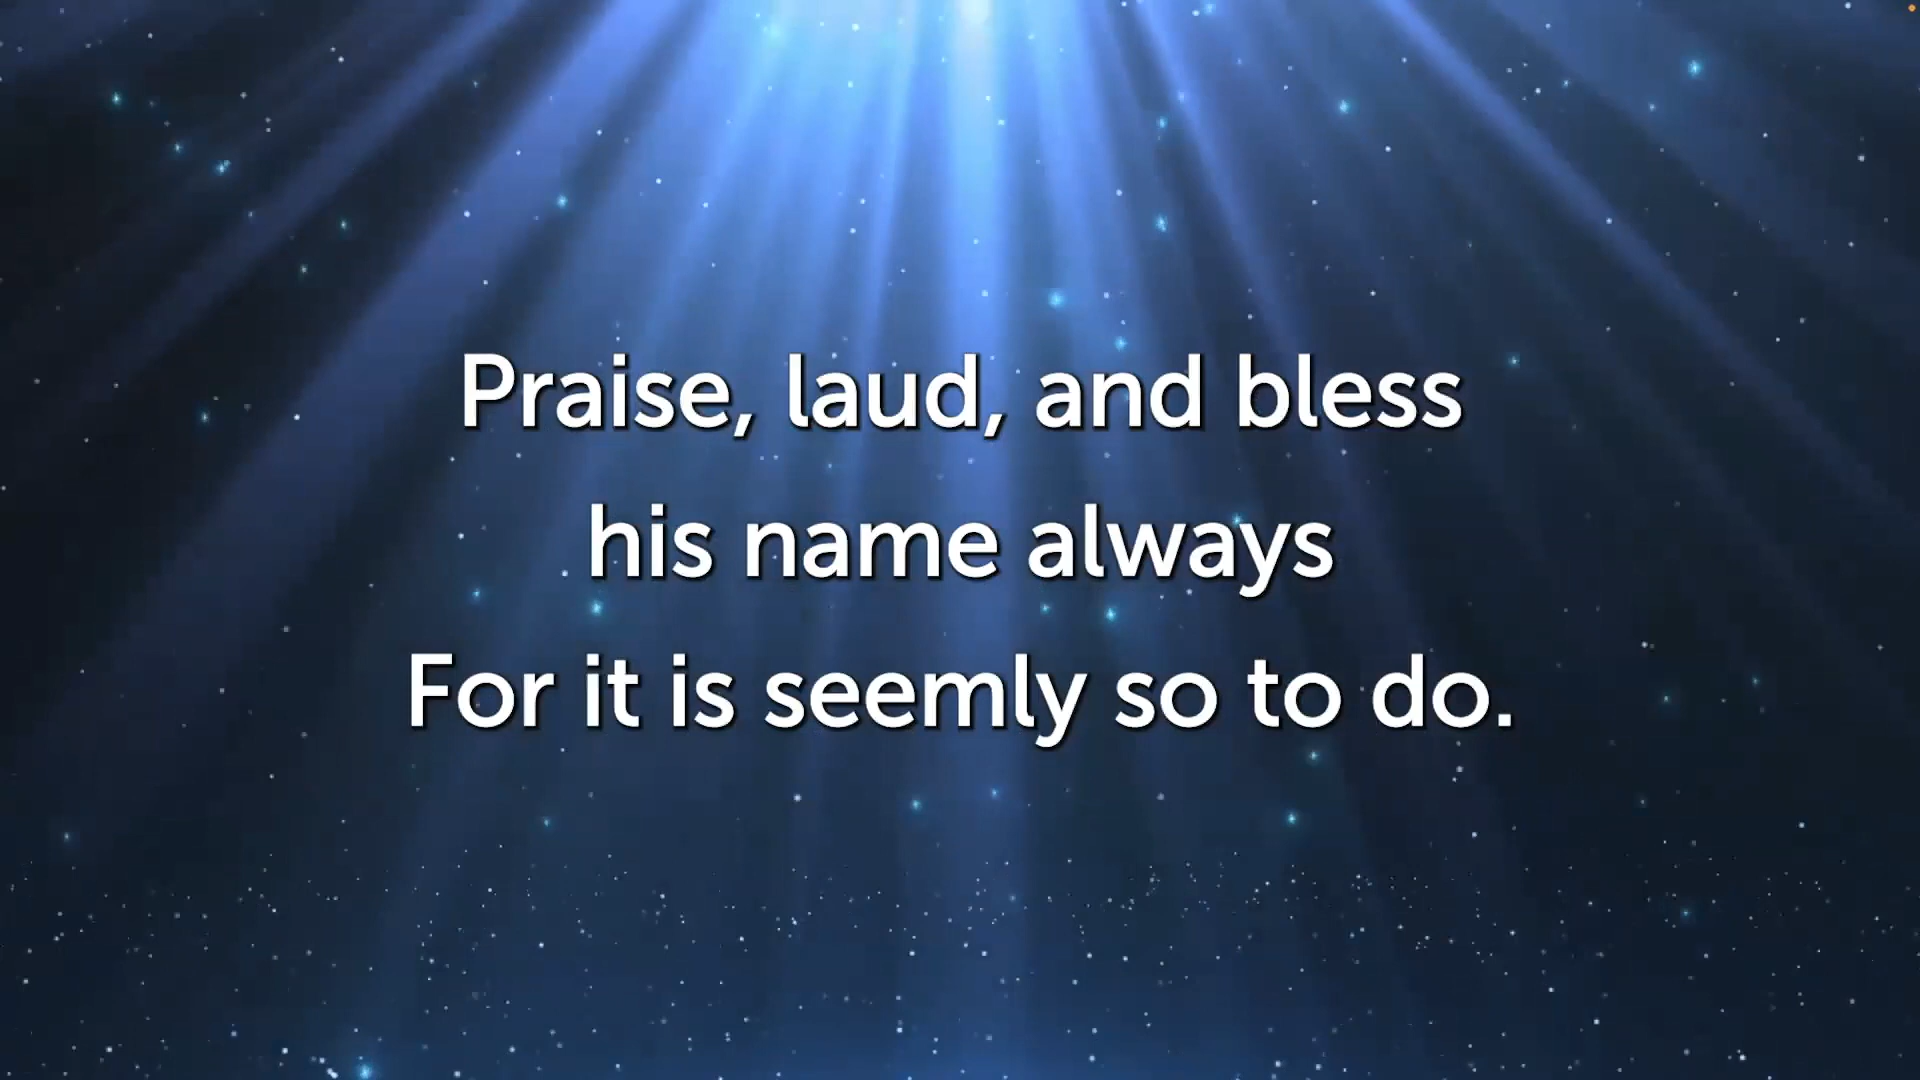 Praise, laud, and bless
his name always
For it is seemly so to do.